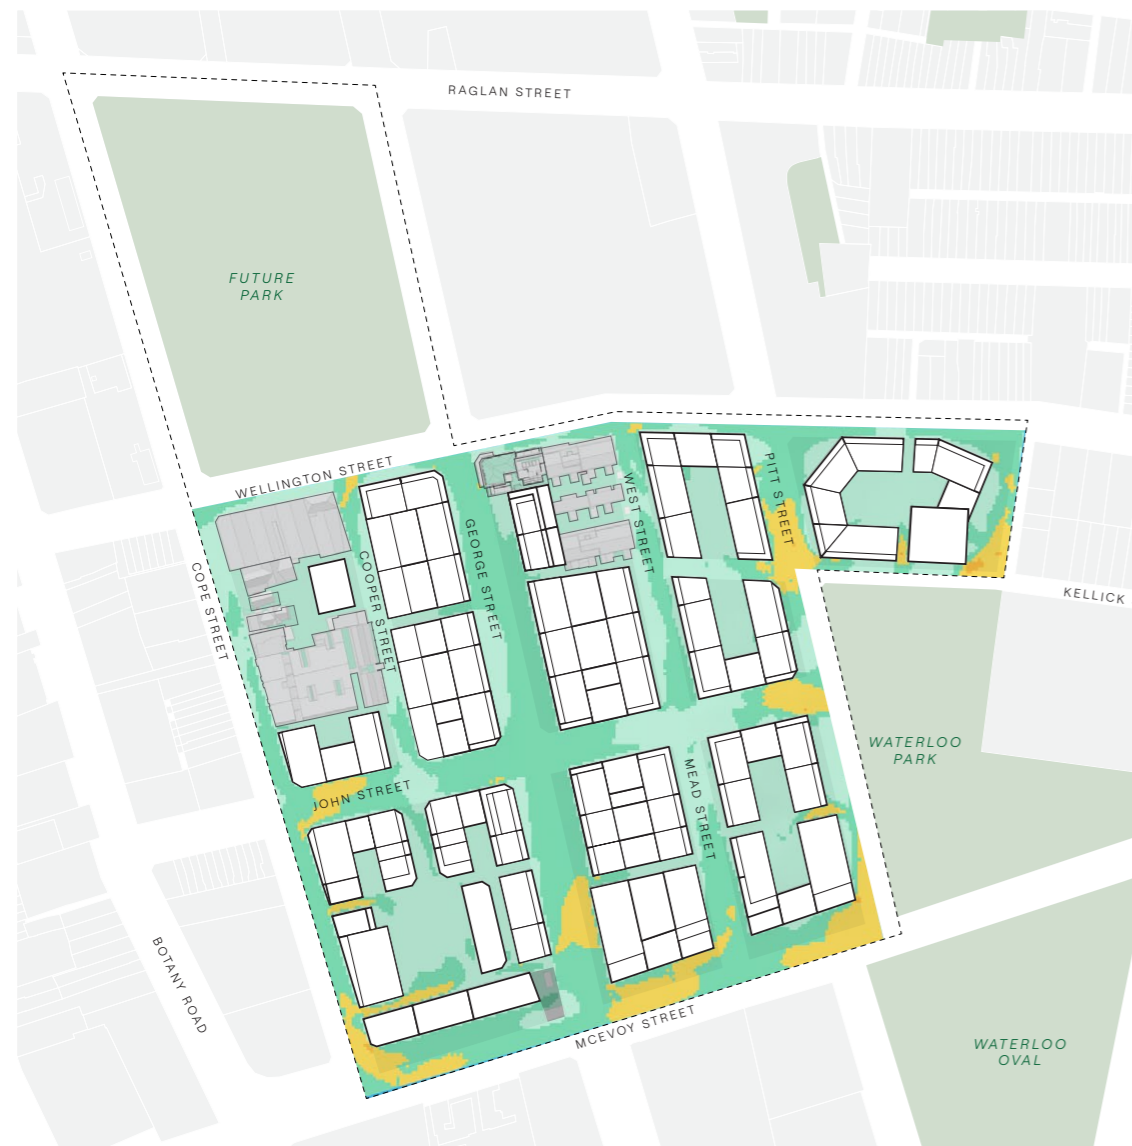 RAGLAN STREET
FUTURE
PARK
WELLINGTON STREET
PITT STREET
WEST STREET
GEORGE STREET
COOPER STREET
COPE STREET
KELLICK
WATERLOO
PARK
MEAD STREET
JOHN STREET
BOTANY ROAD
MCEVOY STREET
WATERLOO
OVAL